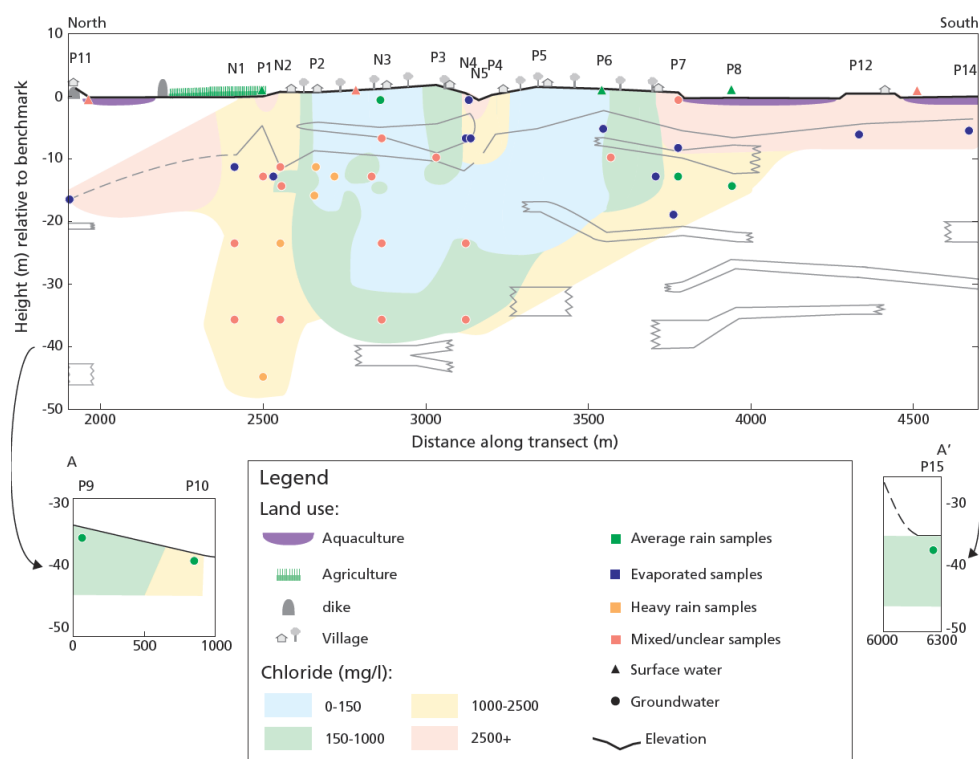 North South
P11 N1 P1 N2 P2 N3 P3 N4 N5 P4 P5 P6 P7 P8 P12 P14
Height (m) relative to benchmark
10
0
-10
-20
-30
-40
-50
2000 2500 3000 3500 4000 4500
Distance along transect (m)
A
P9 P10
-30
-40
-50
0 500 1000
A'
P15
-30
-40
-50
6000 6300
Legend
Land use:
Aquaculture
Agriculture
dike
Village
Chloride (mg/l):
0-150
150-1000
1000-2500
2500+
Average rain samples
Evaporated samples
Heavy rain samples
Mixed/unclear samples
Surface water
Groundwater
Elevation